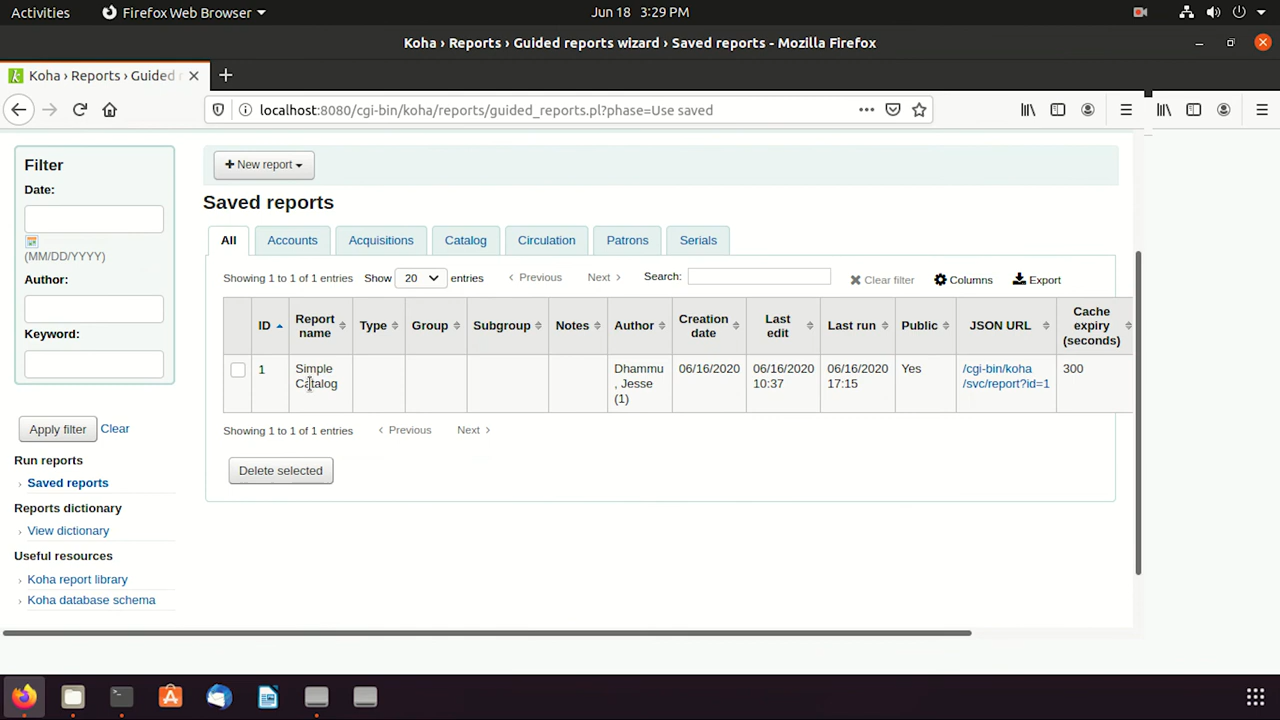 Activities
Firefox Web Browser
Jun 18 3:29 PM
Koha › Reports › Guided reports wizard › Saved reports - Mozilla Firefox
Koha › Reports › Guided r
localhost:8080/cgi-bin/koha/reports/guided_reports.pl?phase=Use saved
Filter
Date:
(MM/DD/YYYY)
Author:
Keyword:
Apply filter
Clear
Run reports
Saved reports
Reports dictionary
View dictionary
Useful resources
Koha report library
Koha database schema
+ New report
Saved reports
All Accounts Acquisitions Catalog Circulation Patrons Serials
Showing 1 to 1 of 1 entries Show 20 entries Previous Next Search: Clear filter Columns Export
ID Report name Type Group Subgroup Notes Author Creation date Last edit Last run Public JSON URL Cache expiry (seconds)
1 Simple Catalog Dhammu, Jesse (1) 06/16/2020 06/16/2020 10:37 06/16/2020 17:15 Yes /cgi-bin/koha/svc/report?id=1 300
Showing 1 to 1 of 1 entries Previous Next
Delete selected